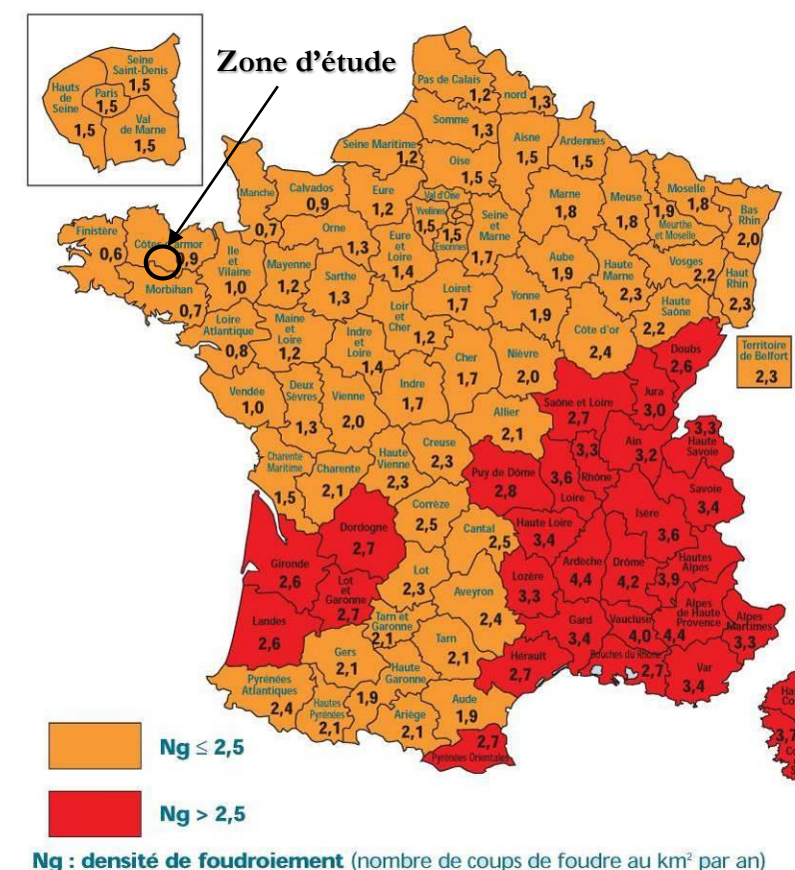 Zone d'étude
Seine
Saint-Denis
1,5
Hauts
de
Seine
1,5
Paris
1,5
Val
de Marne
1,5
Pas de Calais
1,2
nord
1,3
Somme
1,3
Seine Maritime
1,2
Aisne
1,5
Ardennes
1,5
Oise
1,5
Manche
0,7
Calvados
0,9
Eure
1,2
Val d'Oise
Yvelines
1,5
1,5
Essonnes
Seine
et
Marne
1,7
Marne
1,8
Meuse
1,8
Moselle
1,8
1,9
Meurthe
et Moselle
Bas
Rhin
2,0
Finistère
0,6
Côtes d'armor
0,9
Ile
et
Vilaine
1,0
Morbihan
0,7
Orne
1,3
Mayenne
1,2
Sarthe
1,3
Eure
et
Loire
1,4
Aube
1,9
Haute
Marne
2,3
Vosges
2,2
Haut
Rhin
2,3
Haute
Saône
2,2
Loire
Atlantique
0,8
Maine
et
Loire
1,2
Indre
et
Loire
1,4
Loir
et
Cher
1,2
Loiret
1,7
Yonne
1,9
Côte d'or
2,4
Doubs
2,6
Territoire
de Belfort
2,3
Vendée
1,0
Deux
Sèvres
1,3
Vienne
2,0
Indre
1,7
Cher
1,7
Nièvre
2,0
Saône et Loire
2,7
Jura
3,0
Allier
2,1
Ain
3,2
3,3
Haute
Savoie
Charente
Maritime
1,5
Charente
2,1
Haute
Vienne
2,3
Creuse
2,3
Puy de Dôme
2,8
3,6
Loire
3,3
Rhône
Savoie
3,4
Isère
3,6
Dordogne
2,7
Corrèze
2,5
Cantal
2,5
Haute Loire
3,4
Gironde
2,6
Lot
et
Garonne
2,7
Lot
2,3
Aveyron
2,4
Lozère
3,3
Ardèche
4,4
Drôme
4,2
Hautes
Alpes
3,9
Landes
2,6
Tarn et
Garonne
2,1
Tarn
2,1
Gard
3,4
Vaucluse
4,0
Alpes
de Haute
Provence
4,4
Alpes
Martimes
3,3
Gers
2,1
Haute
Garonne
1,9
Hérault
2,7
Bouches du Rhône
2,7
Var
3,4
Pyrénées
Atlantiques
2,4
Hautes
Pyrénées
2,1
Ariège
2,1
Aude
1,9
2,7
Pyrénées Orientales
3,7
Ng ≤ 2,5
Ng > 2,5
Ng : densité de foudroiement (nombre de coups de foudre au km² par an)